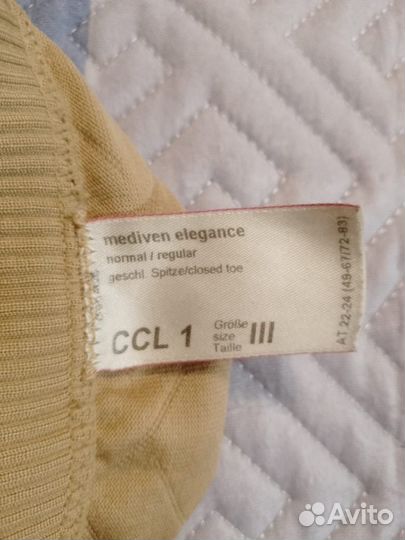 mediven elegance
normal / regular
geschl. Spitze/closed toe
CCL 1
Größe
size
Taille
III
AT 22-24 (49-67/72-83)
Avito